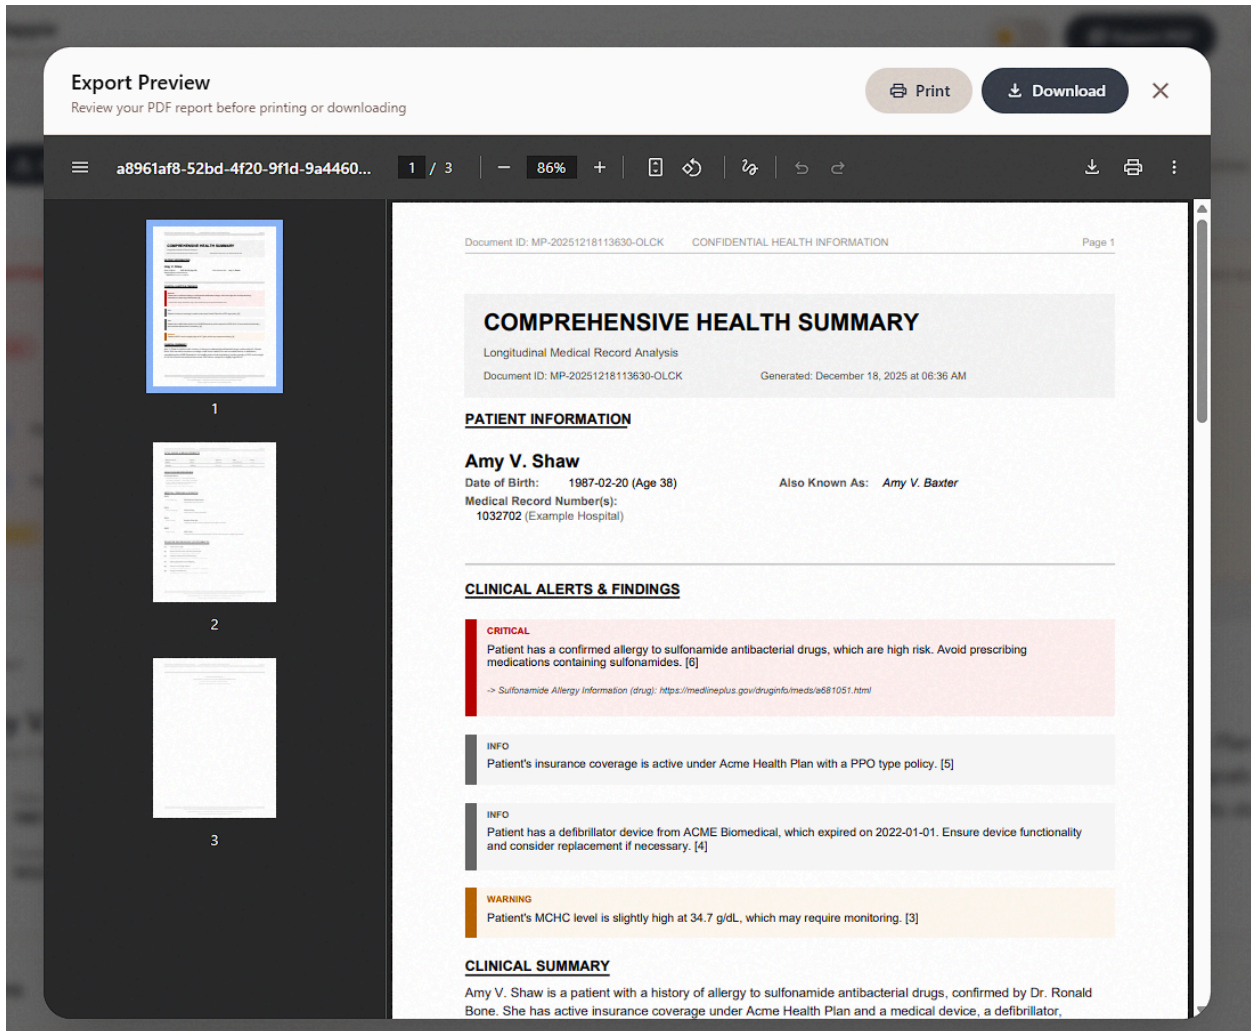 Export Preview
Review your PDF report before printing or downloading
Print
Download
a8961af8-52bd-4f20-9f1d-9a4460...
1 / 3
86%
1
2
3
Document ID: MP-20251218113630-OLCK CONFIDENTIAL HEALTH INFORMATION Page 1
COMPREHENSIVE HEALTH SUMMARY
Longitudinal Medical Record Analysis
Document ID: MP-20251218113630-OLCK Generated: December 18, 2025 at 06:36 AM
PATIENT INFORMATION
Amy V. Shaw
Date of Birth: 1987-02-20 (Age 38) Also Known As: Amy V. Baxter
Medical Record Number(s):
1032702 (Example Hospital)
CLINICAL ALERTS & FINDINGS
CRITICAL
Patient has a confirmed allergy to sulfonamide antibacterial drugs, which are high risk. Avoid prescribing
medications containing sulfonamides. [6]
-> Sulfonamide Allergy Information (drug): https://medlineplus.gov/druginfo/meds/a681051.html
INFO
Patient's insurance coverage is active under Acme Health Plan with a PPO type policy. [5]
INFO
Patient has a defibrillator device from ACME Biomedical, which expired on 2022-01-01. Ensure device functionality
and consider replacement if necessary. [4]
WARNING
Patient's MCHC level is slightly high at 34.7 g/dL, which may require monitoring. [3]
CLINICAL SUMMARY
Amy V. Shaw is a patient with a history of allergy to sulfonamide antibacterial drugs, confirmed by Dr. Ronald
Bone. She has active insurance coverage under Acme Health Plan and a medical device, a defibrillator,